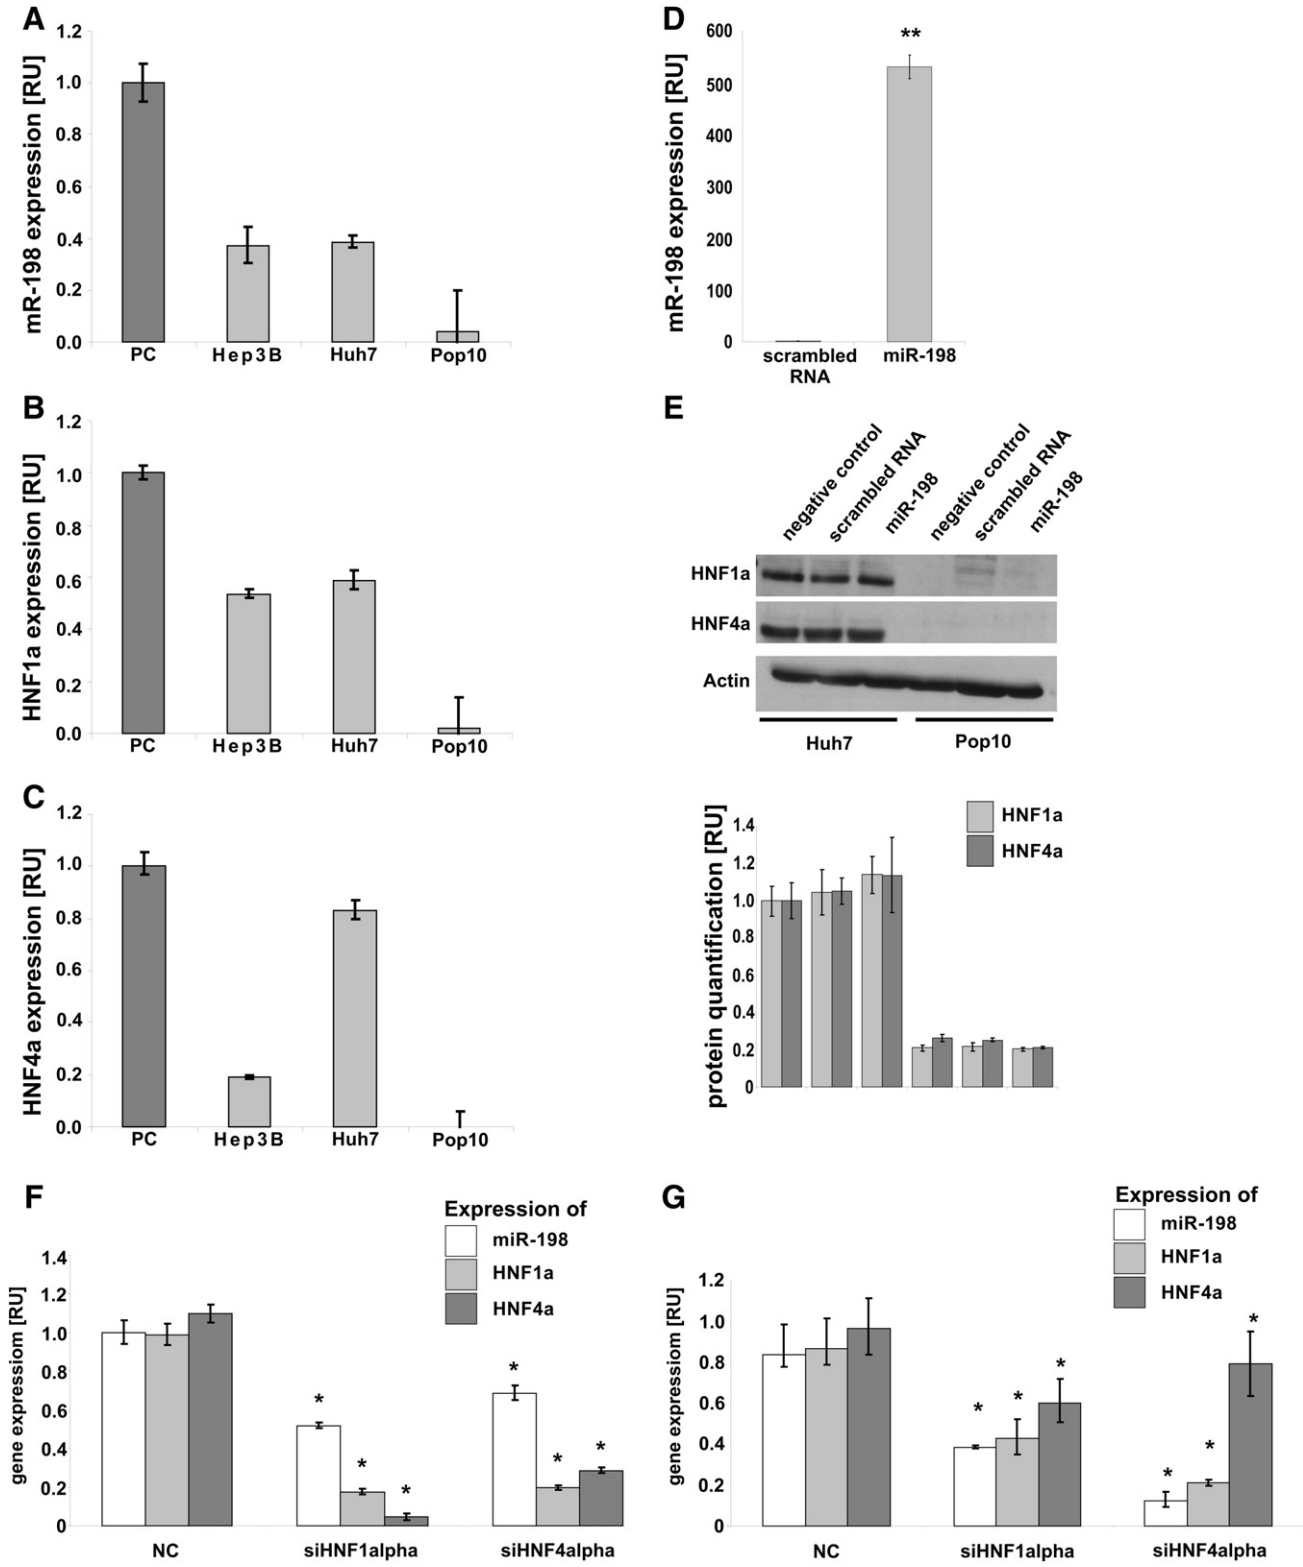 A
mR-198 expression [RU]
1.2
1.0
0.8
0.6
0.4
0.2
0.0
PC
Hep3B
Huh7
Pop10
B
HNF1a expression [RU]
1.2
1.0
0.8
0.6
0.4
0.2
0.0
PC
Hep3B
Huh7
Pop10
C
HNF4a expression [RU]
1.2
1.0
0.8
0.6
0.4
0.2
0.0
PC
Hep3B
Huh7
Pop10
D
mR-198 expression [RU]
600
500
400
300
200
100
0
**
scrambled
RNA
miR-198
E
negative control
scrambled RNA
miR-198
negative control
scrambled RNA
miR-198
HNF1a
HNF4a
Actin
Huh7
Pop10
protein quantification [RU]
1.4
1.2
1.0
0.8
0.6
0.4
0.2
0
HNF1a
HNF4a
F
Expression of
miR-198
HNF1a
HNF4a
gene expressiom [RU]
1.4
1.2
1.0
0.8
0.6
0.4
0.2
0
*
*
*
*
*
*
NC
siHNF1alpha
siHNF4alpha
G
Expression of
miR-198
HNF1a
HNF4a
gene expressiom [RU]
1.2
1.0
0.8
0.6
0.4
0.2
0
*
*
*
*
*
*
NC
siHNF1alpha
siHNF4alpha